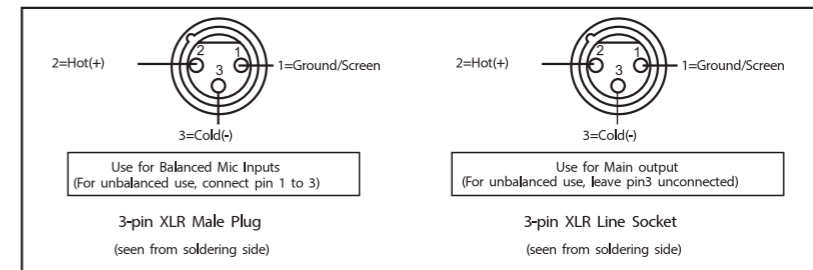 2=Hot(+)
2
1
3
1=Ground/Screen
3=Cold(-)
Use for Balanced Mic Inputs
(For unbalanced use, connect pin 1 to 3)
3-pin XLR Male Plug
(seen from soldering side)
2=Hot(+)
2
1
3
1=Ground/Screen
3=Cold(-)
Use for Main output
(For unbalanced use, leave pin3 unconnected)
3-pin XLR Line Socket
(seen from soldering side)